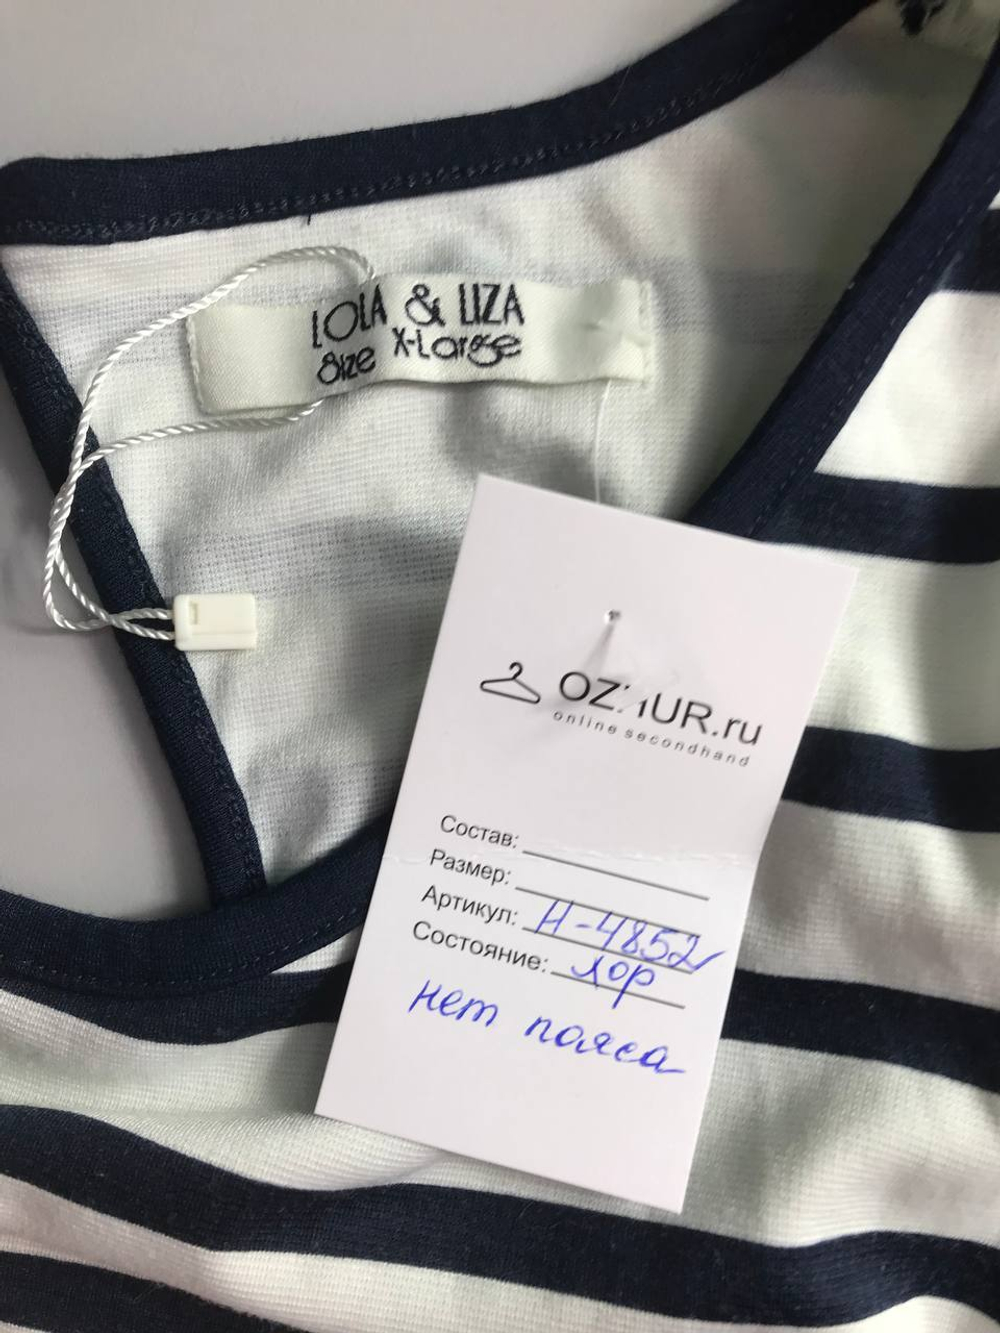 LOLA & LIZA
Size X-Large
online secondhand
Состав:
Размер:
Артикул: Н-4852
Состояние: хор
нет пояса